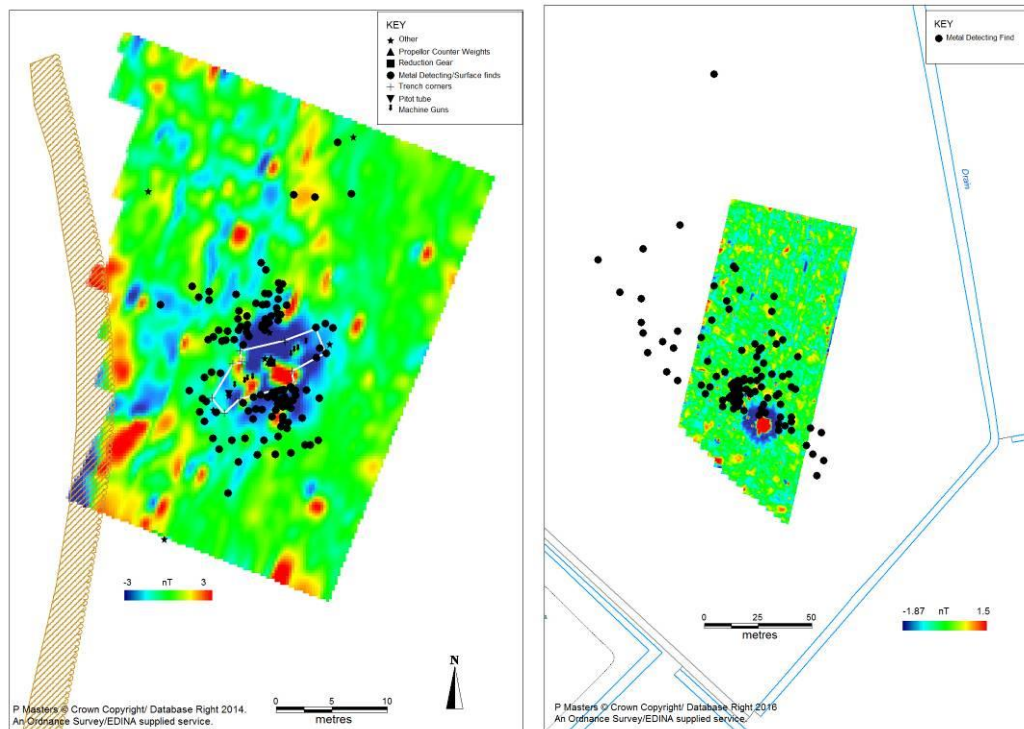 KEY
Other
Propellor Counter Weights
Reduction Gear
Metal Detecting/Surface finds
Trench corners
Pitot tube
Machine Guns
-3 nT 3
N
0 5 10
metres
P Masters © Crown Copyright/ Database Right 2014.
An Ordnance Survey/EDINA supplied service.
KEY
Metal Detecting Find
Drain
0 25 50
metres
-1.87 nT 1.5
P Masters © Crown Copyright/ Database Right 2016
An Ordnance Survey/EDINA supplied service.